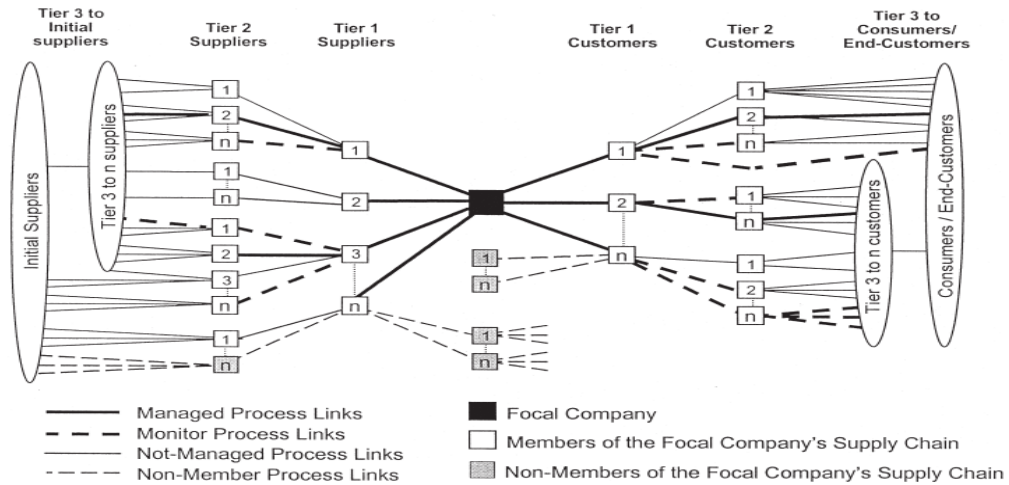 Tier 3 to
Initial
suppliers
Tier 2
Suppliers
Tier 1
Suppliers
Tier 1
Customers
Tier 2
Customers
Tier 3 to
Consumers/
End-Customers
Initial Suppliers
Tier 3 to n suppliers
1
2
n
1
n
1
2
3
n
1
n
1
2
3
n
1
n
1
n
1
2
n
1
2
n
1
n
1
2
n
Tier 3 to n customers
Consumers / End-Customers
Managed Process Links
Monitor Process Links
Not-Managed Process Links
Non-Member Process Links
Focal Company
Members of the Focal Company's Supply Chain
Non-Members of the Focal Company's Supply Chain